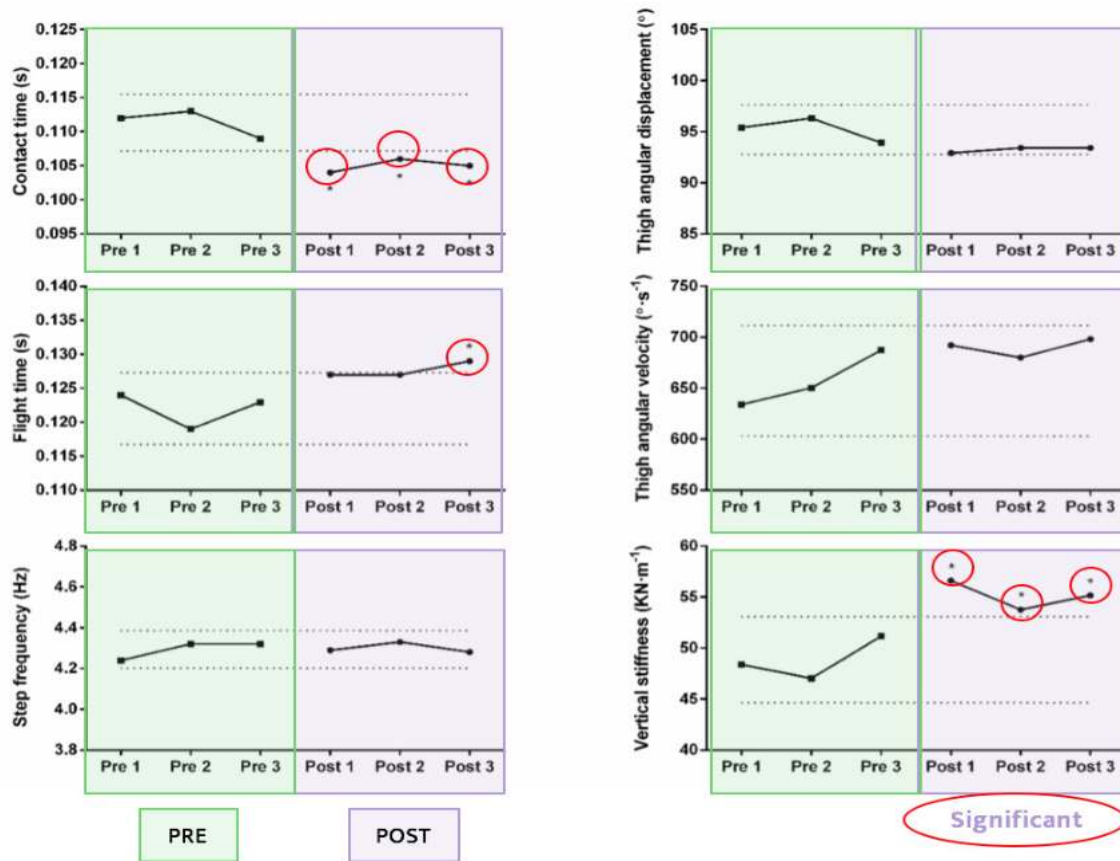 Contact time (s)
0.125
0.120
0.115
0.110
0.105
0.100
0.095
* * *
Pre 1 Pre 2 Pre 3 Post 1 Post 2 Post 3
Thigh angular displacement (°)
105
100
95
90
85
Pre 1 Pre 2 Pre 3 Post 1 Post 2 Post 3
Flight time (s)
0.140
0.135
0.130
0.125
0.120
0.115
0.110
*
Pre 1 Pre 2 Pre 3 Post 1 Post 2 Post 3
Thigh angular velocity (°·s⁻¹)
750
700
650
600
550
Pre 1 Pre 2 Pre 3 Post 1 Post 2 Post 3
Step frequency (Hz)
4.8
4.6
4.4
4.2
4.0
3.8
Pre 1 Pre 2 Pre 3 Post 1 Post 2 Post 3
Vertical stiffness (KN·m⁻¹)
60
55
50
45
40
* * *
Pre 1 Pre 2 Pre 3 Post 1 Post 2 Post 3
PRE
POST
Significant